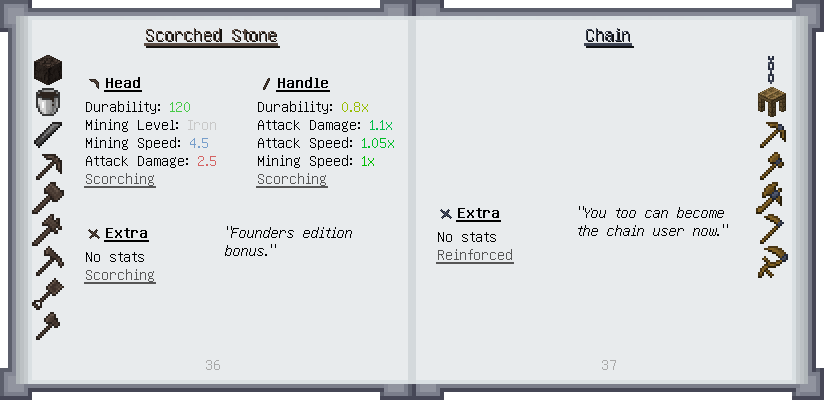 Scorched Stone
Head
Durability: 120
Mining Level: Iron
Mining Speed: 4.5
Attack Damage: 2.5
Scorching
Handle
Durability: 0.8x
Attack Damage: 1.1x
Attack Speed: 1.05x
Mining Speed: 1x
Scorching
Extra
No stats
Scorching
"Founders edition
bonus."
36
Chain
Extra
No stats
Reinforced
"You too can become
the chain user now."
37